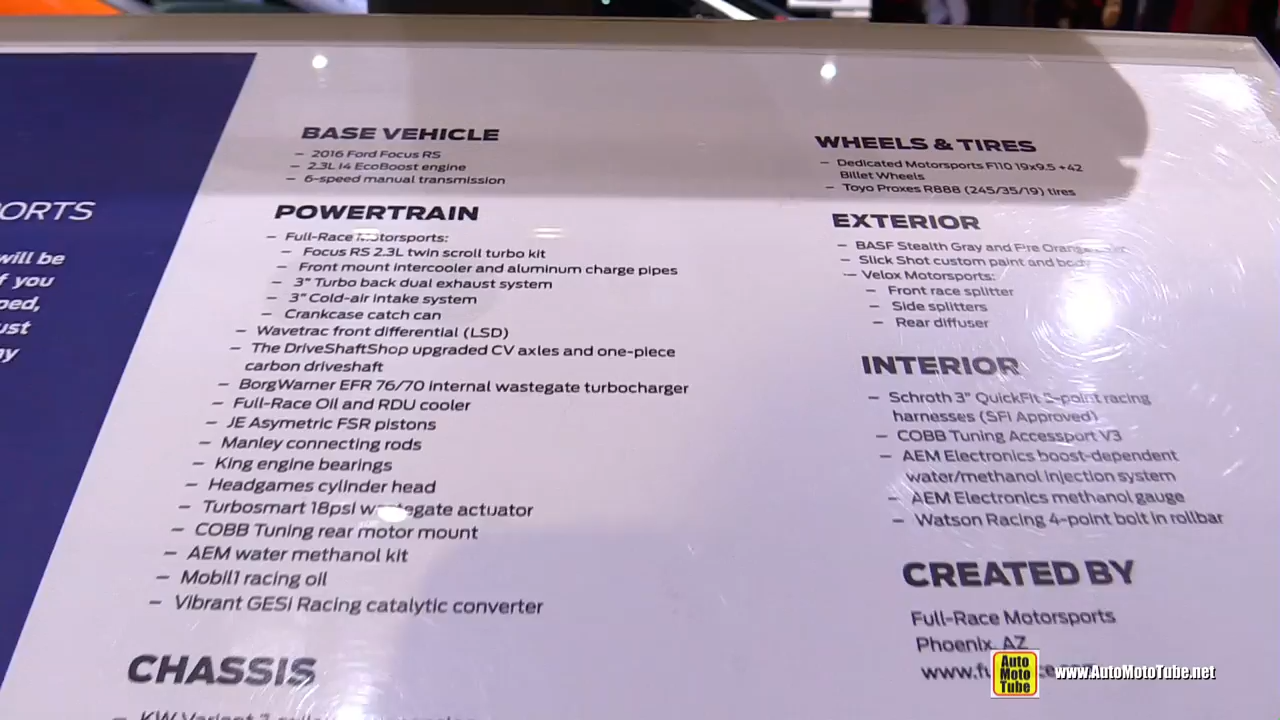 PORTS
will be
f you
ped,
ust
ny
BASE VEHICLE
– 2016 Ford Focus RS
– 2.3L I4 EcoBoost engine
– 6-speed manual transmission
POWERTRAIN
– Full-Race Motorsports:
– Focus RS 2.3L twin scroll turbo kit
– Front mount intercooler and aluminum charge pipes
– 3" Turbo back dual exhaust system
– 3" Cold-air intake system
– Crankcase catch can
– Wavetrac front differential (LSD)
– The DriveShaftShop upgraded CV axles and one-piece
carbon driveshaft
– BorgWarner EFR 76/70 internal wastegate turbocharger
– Full-Race Oil and RDU cooler
– JE Asymetric FSR pistons
– Manley connecting rods
– King engine bearings
– Headgames cylinder head
– Turbosmart 18psi wastegate actuator
– COBB Tuning rear motor mount
– AEM water methanol kit
– Mobil1 racing oil
– Vibrant GESi Racing catalytic converter
CHASSIS
– KW Variant
WHEELS & TIRES
– Dedicated Motorsports F110 19x9.5 +42
Billet Wheels
– Toyo Proxes R888 (245/35/19) tires
EXTERIOR
– BASF Stealth Gray and Fire Orange
– Slick Shot custom paint and body
– Velox Motorsports:
– Front race splitter
– Side splitters
– Rear diffuser
INTERIOR
– Schroth 3" QuickFit 5-point racing
harnesses (SFI Approved)
– COBB Tuning Accessport V3
– AEM Electronics boost-dependent
water/methanol injection system
– AEM Electronics methanol gauge
– Watson Racing 4-point bolt in rollbar
CREATED BY
Full-Race Motorsports
Phoenix, AZ
Auto
Moto
Tube
www.AutoMotoTube.net